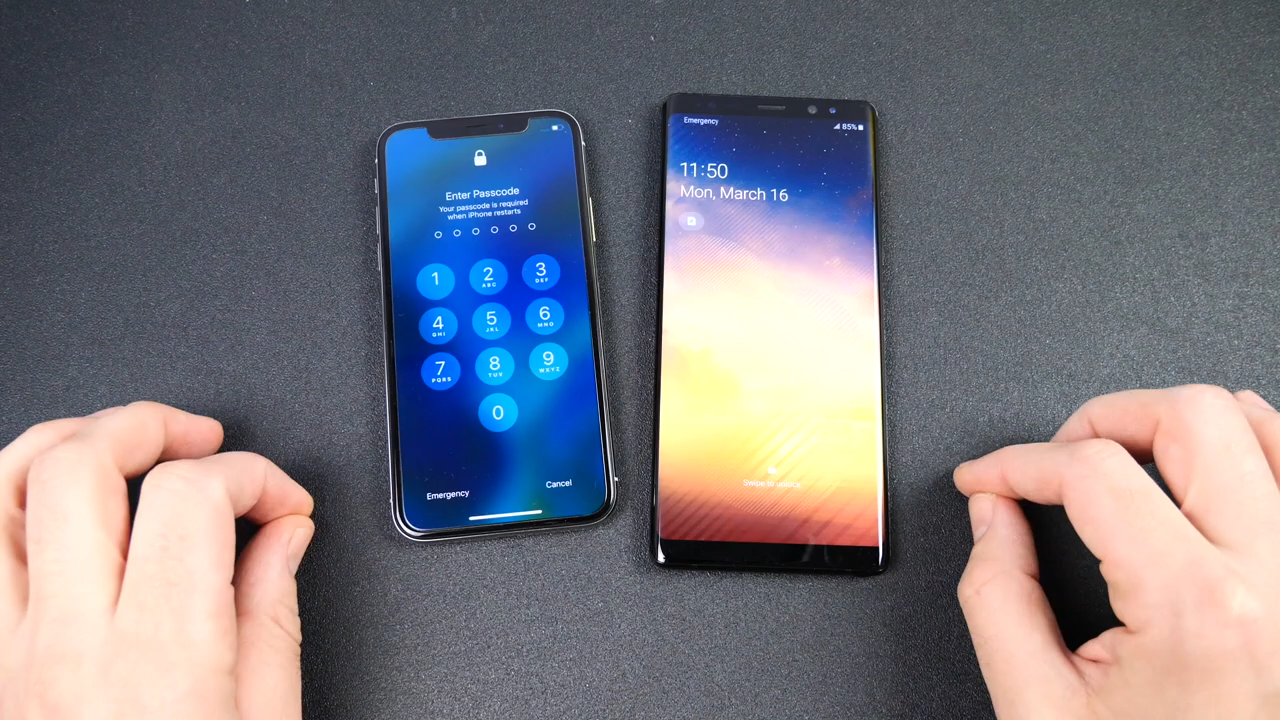 Enter Passcode
Your passcode is required
when iPhone restarts
1
2
ABC
3
DEF
4
GHI
5
JKL
6
MNO
7
PQRS
8
TUV
9
WXYZ
0
Emergency
Cancel
Emergency
85%
11:50
Mon, March 16
Swipe to unlock